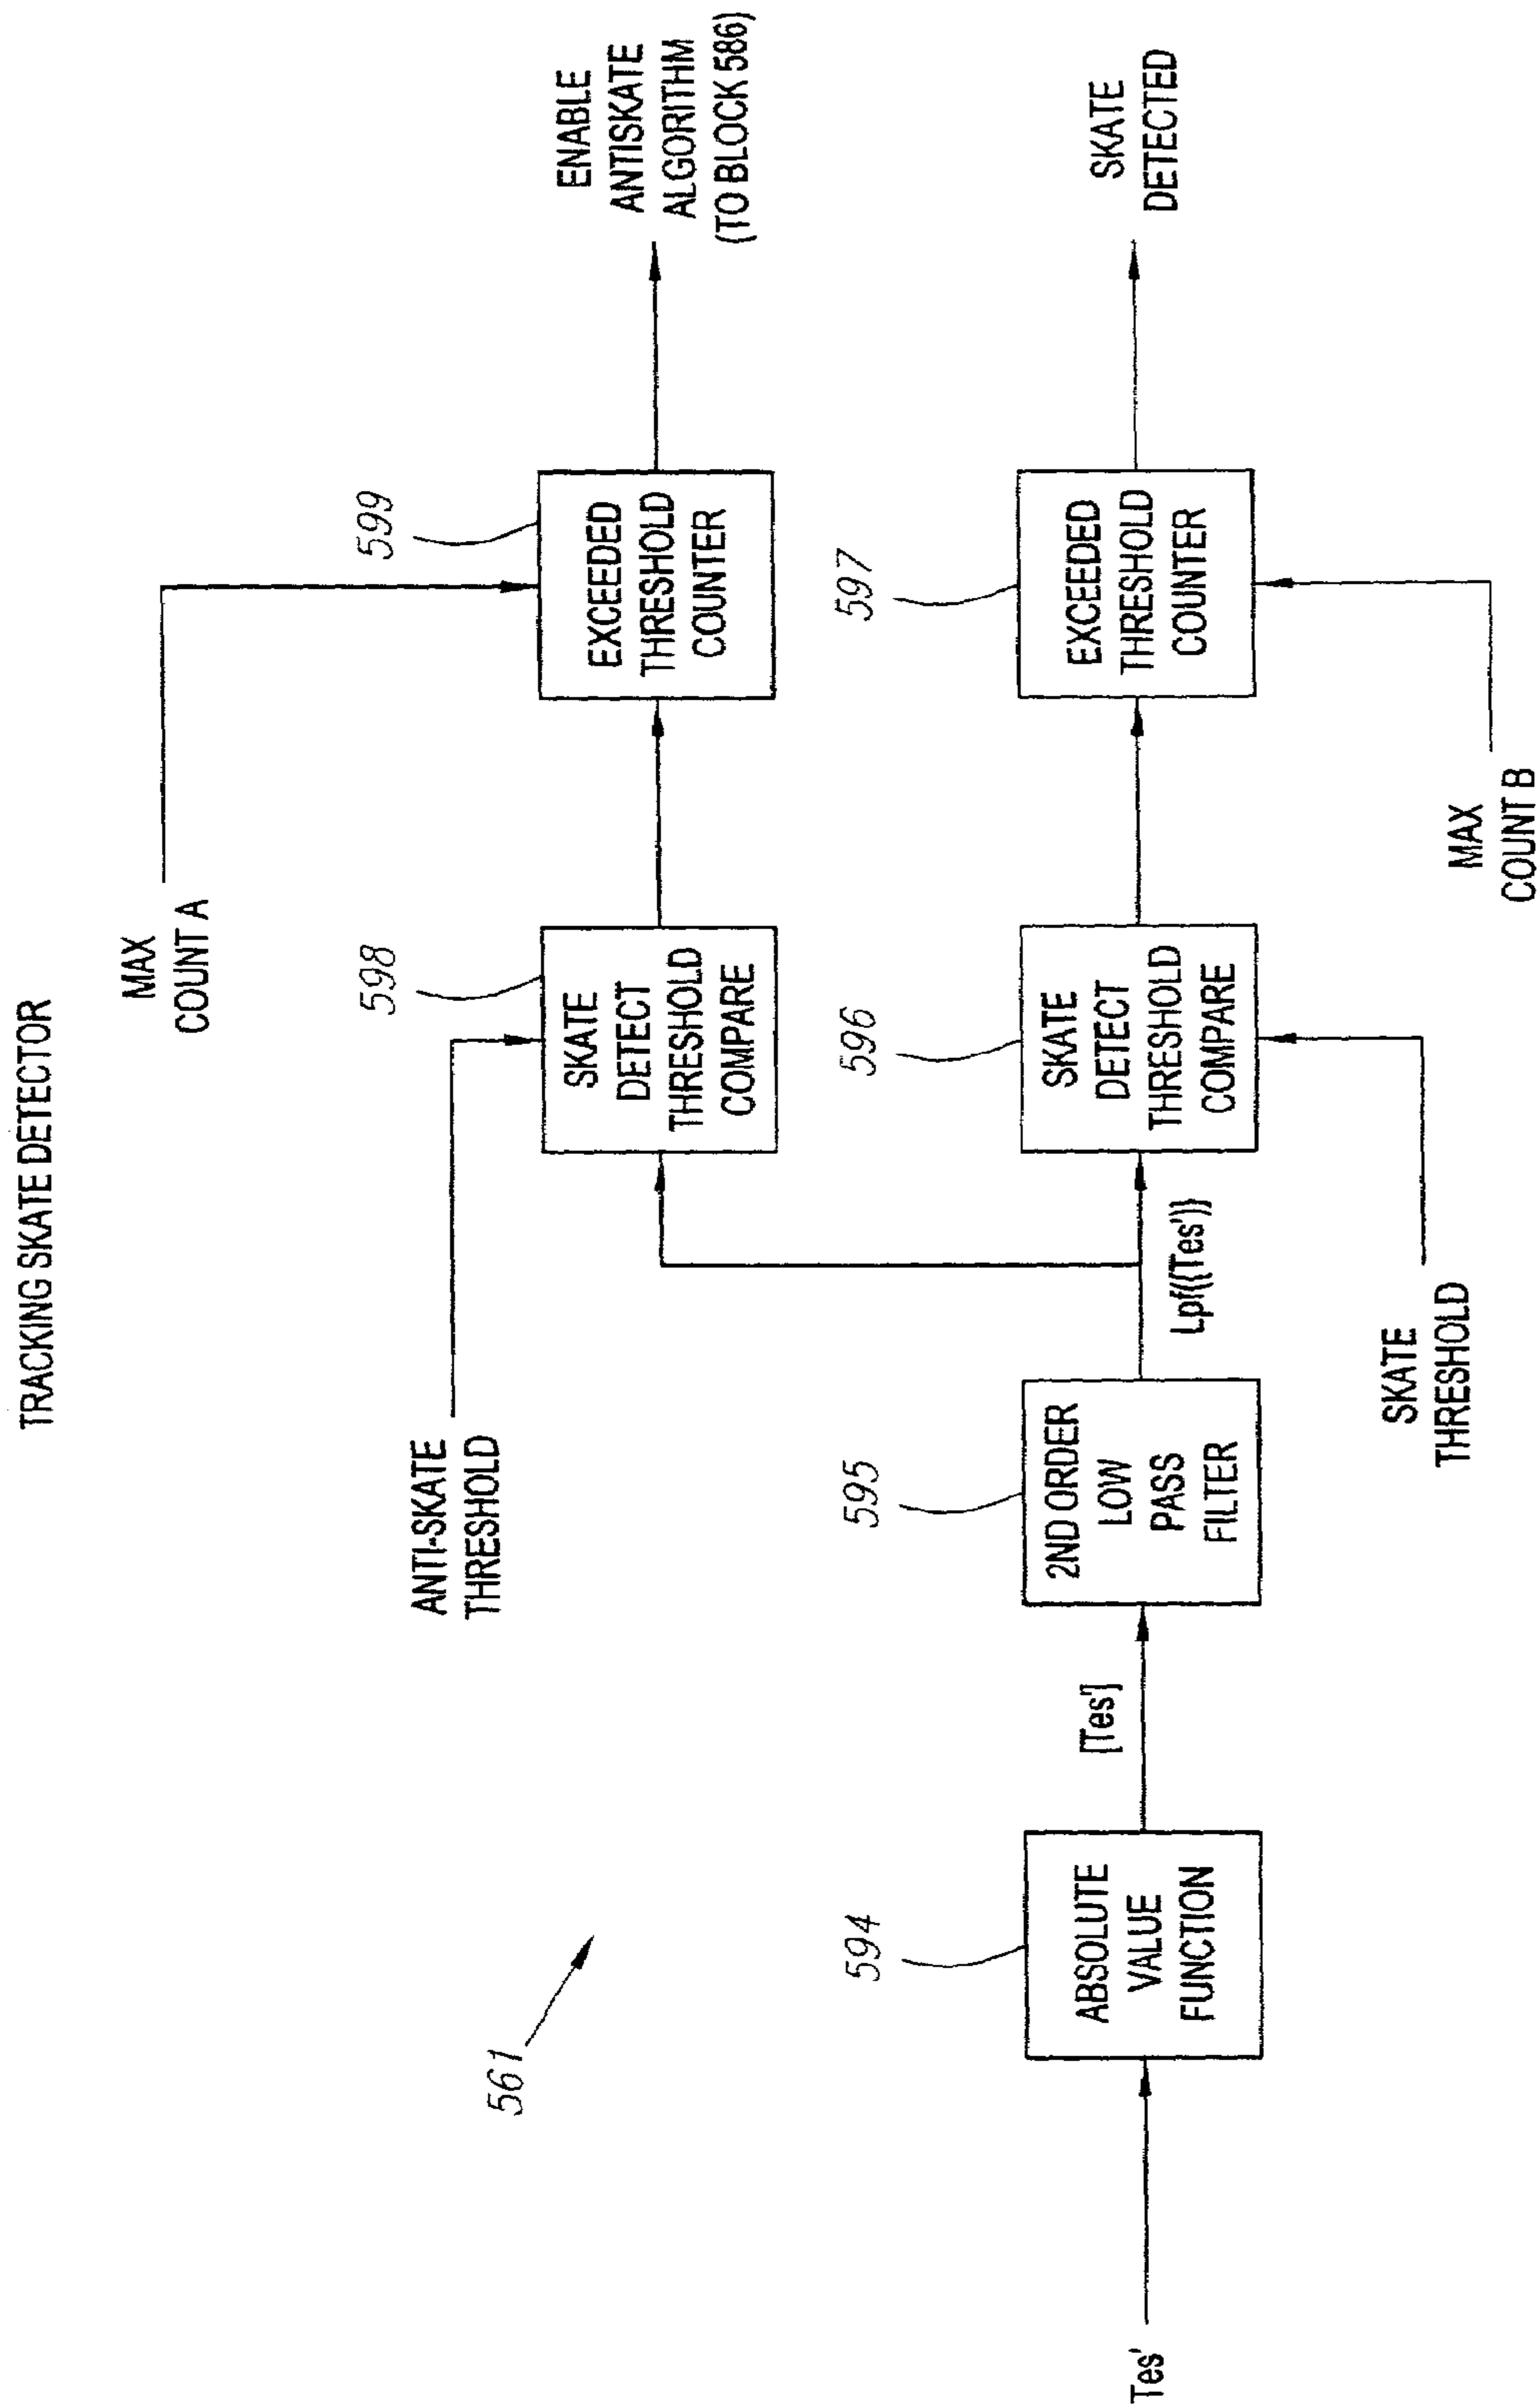 TRACKING SKATE DETECTOR
MAX
COUNT A
ANTI-SKATE
THRESHOLD
598
SKATE
DETECT
THRESHOLD
COMPARE
599
EXCEEDED
THRESHOLD
COUNTER
ENABLE
ANTISKATE
ALGORITHM
(TO BLOCK 586)
561
Tes'
594
ABSOLUTE
VALUE
FUNCTION
[Tes']
595
2ND ORDER
LOW
PASS
FILTER
Lpf((Tes'))
596
SKATE
DETECT
THRESHOLD
COMPARE
597
EXCEEDED
THRESHOLD
COUNTER
SKATE
DETECTED
SKATE
THRESHOLD
MAX
COUNT B